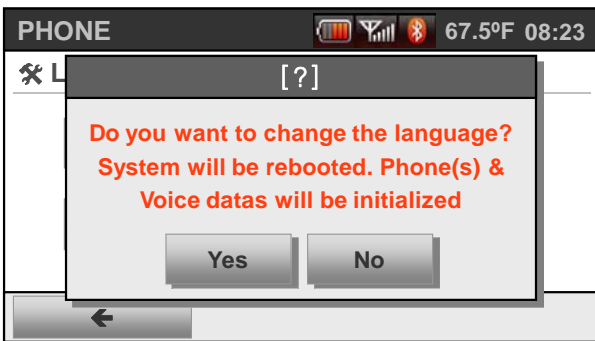 PHONE 67.5ºF 08:23
L
[?]
Do you want to change the language?
System will be rebooted. Phone(s) &
Voice datas will be initialized
Yes No